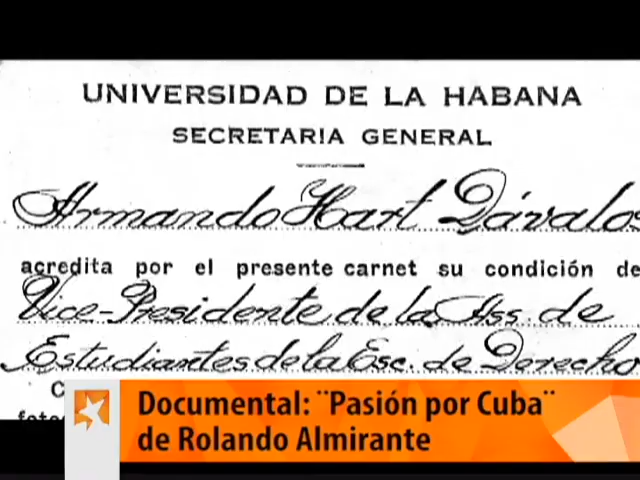 UNIVERSIDAD DE LA HABANA
SECRETARIA GENERAL
Armando Hart Dávalos
acredita por el presente carnet su condición de
Vice-Presidente de la Ass. de
Estudiantes de la Esc. de Derecho
C
Documental: ¨Pasión por Cuba¨
de Rolando Almirante